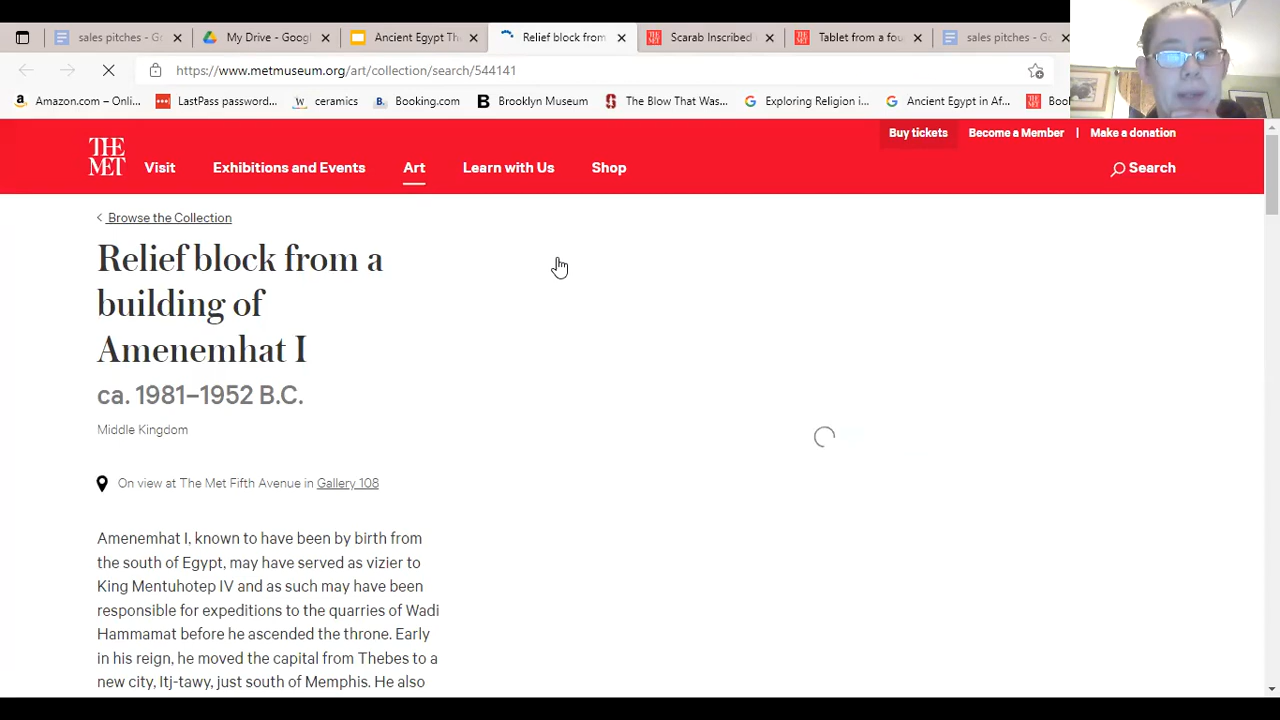 sales pitches - Go
My Drive - Googl
Ancient Egypt Th
Relief block from
Scarab Inscribed
Tablet from a fou
sales pitches - Go
https://www.metmuseum.org/art/collection/search/544141
Amazon.com – Onli...
LastPass password...
ceramics
Booking.com
Brooklyn Museum
The Blow That Was...
Exploring Religion i...
Ancient Egypt in Af...
Boo
Buy tickets
Become a Member
Make a donation
THE MET
Visit
Exhibitions and Events
Art
Learn with Us
Shop
Search
Browse the Collection
Relief block from a
building of
Amenemhat I
ca. 1981–1952 B.C.
Middle Kingdom
On view at The Met Fifth Avenue in Gallery 108
Amenemhat I, known to have been by birth from
the south of Egypt, may have served as vizier to
King Mentuhotep IV and as such may have been
responsible for expeditions to the quarries of Wadi
Hammamat before he ascended the throne. Early
in his reign, he moved the capital from Thebes to a
new city, Itj-tawy, just south of Memphis. He also